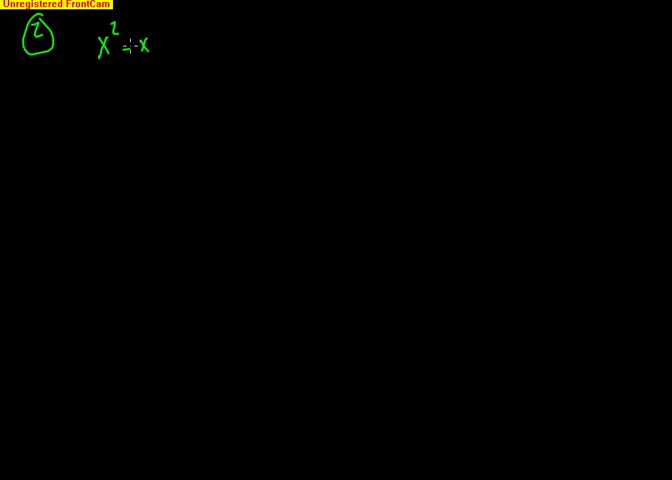 Unregistered FrontCam
2 x² = x